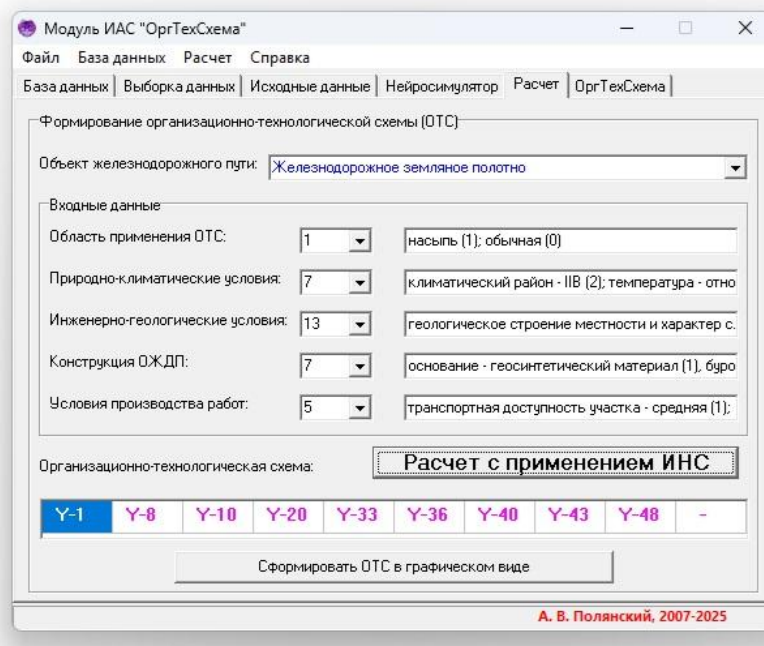 Модуль ИАС "ОргТехСхема"
Файл База данных Расчет Справка
База данных Выборка данных Исходные данные Нейросимулятор Расчет ОргТехСхема
Формирование организационно-технологической схемы (ОТС)
Объект железнодорожного пути: Железнодорожное земляное полотно
Входные данные
Область применения ОТС: 1 насыпь (1); обычная (0)
Природно-климатические условия: 7 климатический район - IIВ (2); температура - отно
Инженерно-геологические условия: 13 геологическое строение местности и характер с.
Конструкция ОЖДП: 7 основание - геосинтетический материал (1), буро
Условия производства работ: 5 транспортная доступность участка - средняя (1);
Организационно-технологическая схема: Расчет с применением ИНС
Y-1 Y-8 Y-10 Y-20 Y-33 Y-36 Y-40 Y-43 Y-48 -
Сформировать ОТС в графическом виде
А. В. Полянский, 2007-2025